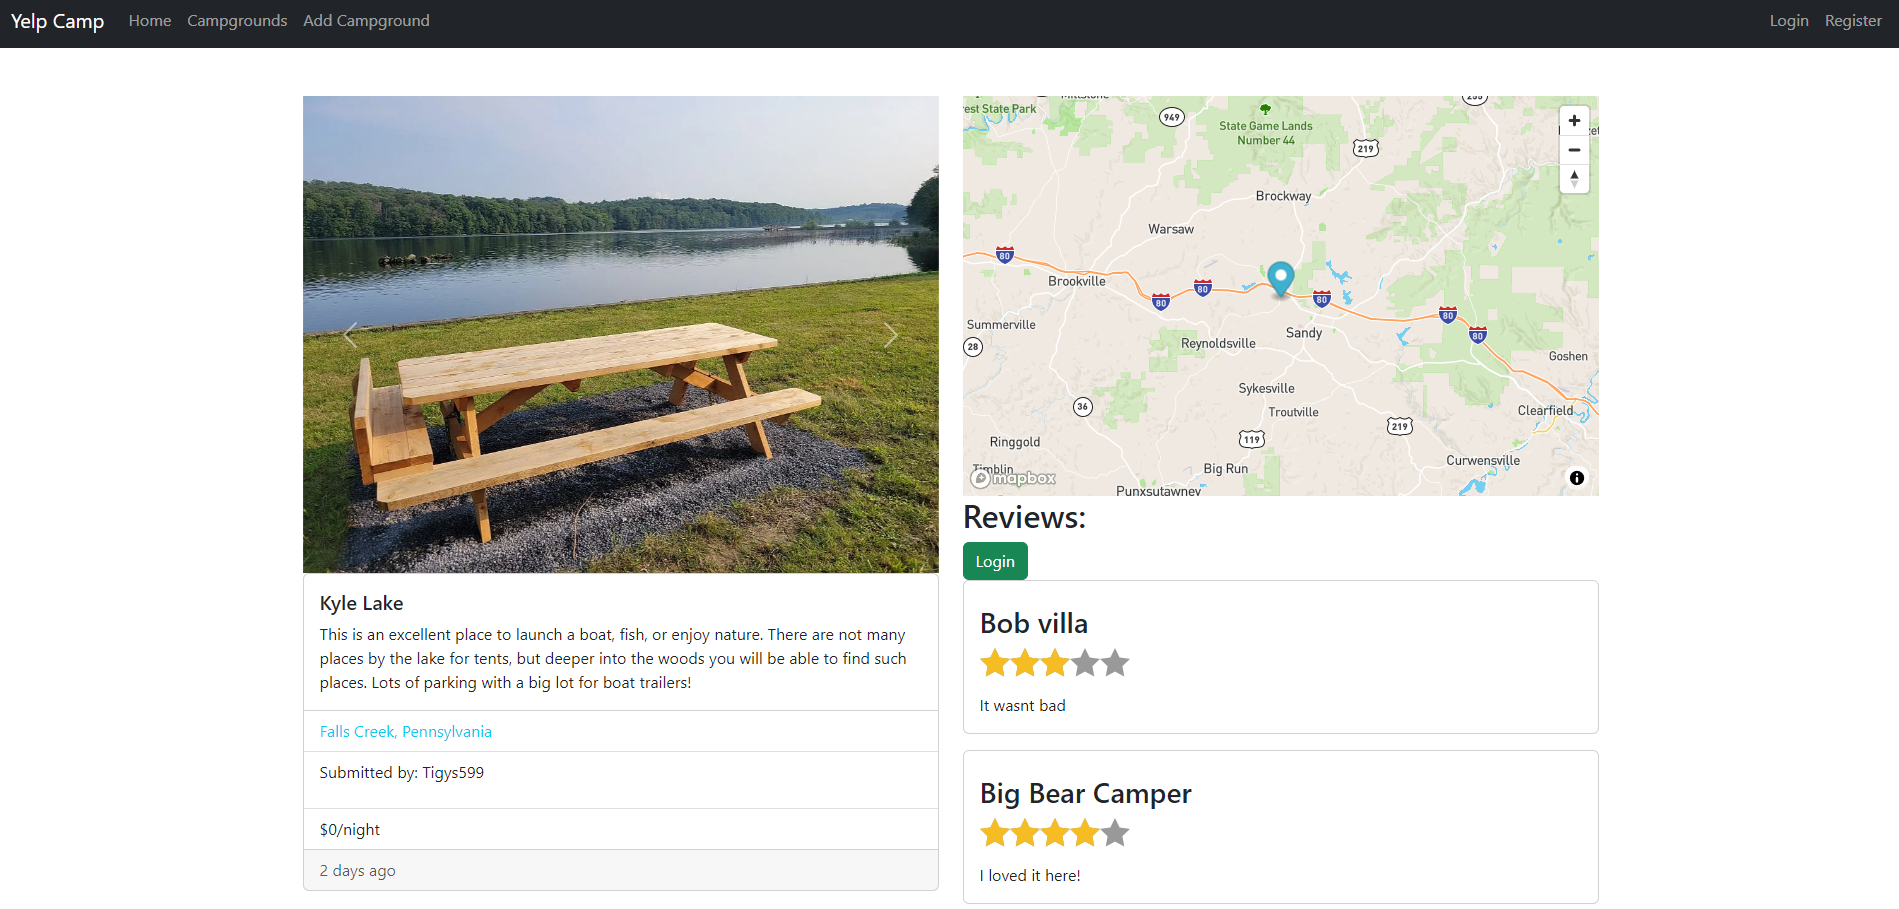 Yelp Camp Home Campgrounds Add Campground Login Register
Kyle Lake
This is an excellent place to launch a boat, fish, or enjoy nature. There are not many
places by the lake for tents, but deeper into the woods you will be able to find such
places. Lots of parking with a big lot for boat trailers!
Falls Creek, Pennsylvania
Submitted by: Tigys599
$0/night
2 days ago
est State Park
949
State Game Lands
Number 44
219
Brockway
Warsaw
80
Brookville
80
80
80
80
80
Summerville
28
Sandy
Reynoldsville
Goshen
Sykesville
36
Troutville
Clearfield
219
119
Ringgold
Timblin
Big Run
Curwensville
mapbox
Punxsutawney
Reviews:
Login
Bob villa
It wasnt bad
Big Bear Camper
I loved it here!